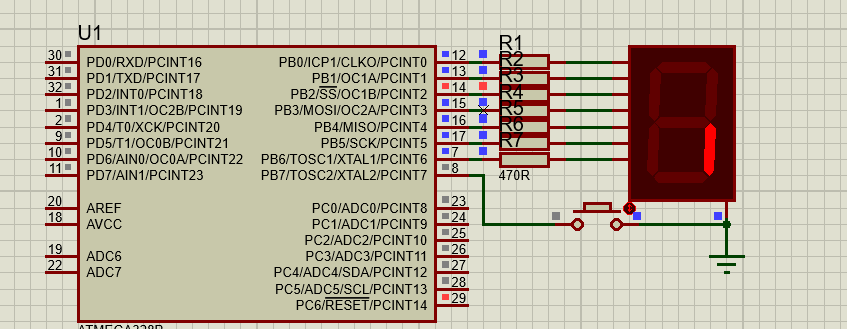 U1
30 PD0/RXD/PCINT16 PB0/ICP1/CLKO/PCINT0 12
31 PD1/TXD/PCINT17 PB1/OC1A/PCINT1 13
32 PD2/INT0/PCINT18 PB2/SS/OC1B/PCINT2 14
1 PD3/INT1/OC2B/PCINT19 PB3/MOSI/OC2A/PCINT3 15
2 PD4/T0/XCK/PCINT20 PB4/MISO/PCINT4 16
9 PD5/T1/OC0B/PCINT21 PB5/SCK/PCINT5 17
10 PD6/AIN0/OC0A/PCINT22 PB6/TOSC1/XTAL1/PCINT6 7
11 PD7/AIN1/PCINT23 PB7/TOSC2/XTAL2/PCINT7 8
20 AREF PC0/ADC0/PCINT8 23
18 AVCC PC1/ADC1/PCINT9 24
PC2/ADC2/PCINT10 25
19 ADC6 PC3/ADC3/PCINT11 26
22 ADC7 PC4/ADC4/SDA/PCINT12 27
PC5/ADC5/SCL/PCINT13 28
PC6/RESET/PCINT14 29
R1
R2
R3
R4
R5
R6
R7
470R